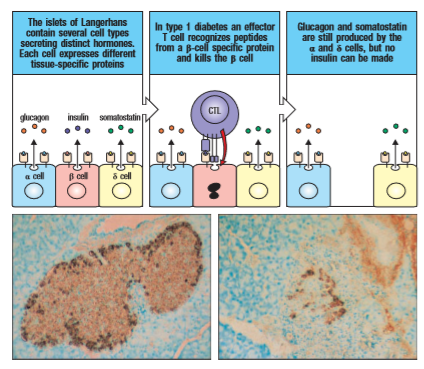 The islets of Langerhans
contain several cell types
secreting distinct hormones.
Each cell expresses different
tissue-specific proteins
In type 1 diabetes an effector
T cell recognizes peptides
from a β-cell specific protein
and kills the β cell
Glucagon and somatostatin
are still produced by the
α and δ cells, but no
insulin can be made
glucagon insulin somatostatin
CTL
α cell β cell δ cell